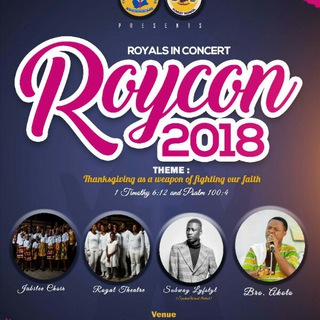 PRESENTS
ROYALS IN CONCERT
Roycon
2018
THEME :
Thanksgiving as a weapon of fighting our faith
1 Timothy 6:12 and Psalm 100:4
Jubilee Choir
Royal Theatre
Subway Lyfstyl
Bro. Akoto
Venue